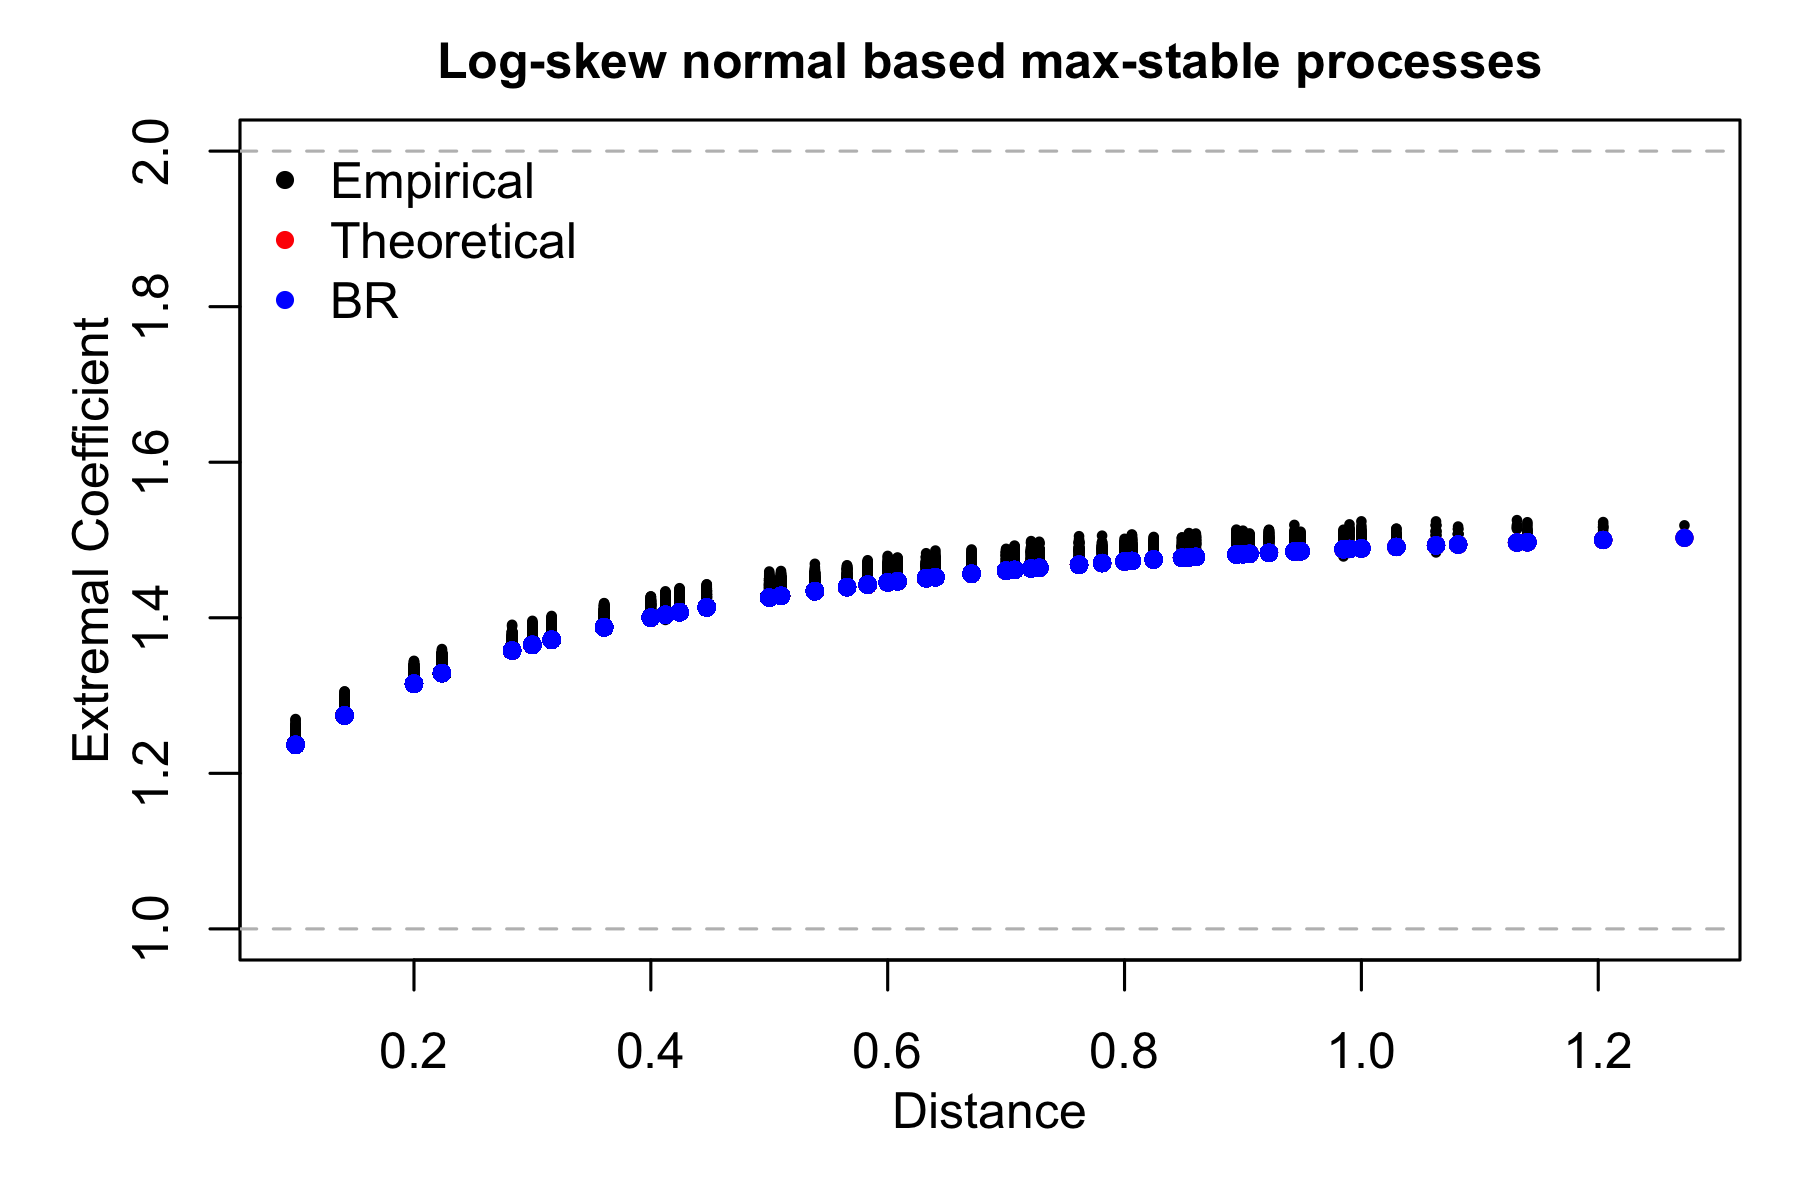 Log-skew normal based max-stable processes
Empirical
Theoretical
BR
Extremal Coefficient
2.0
1.8
1.6
1.4
1.2
1.0
0.2 0.4 0.6 0.8 1.0 1.2
Distance